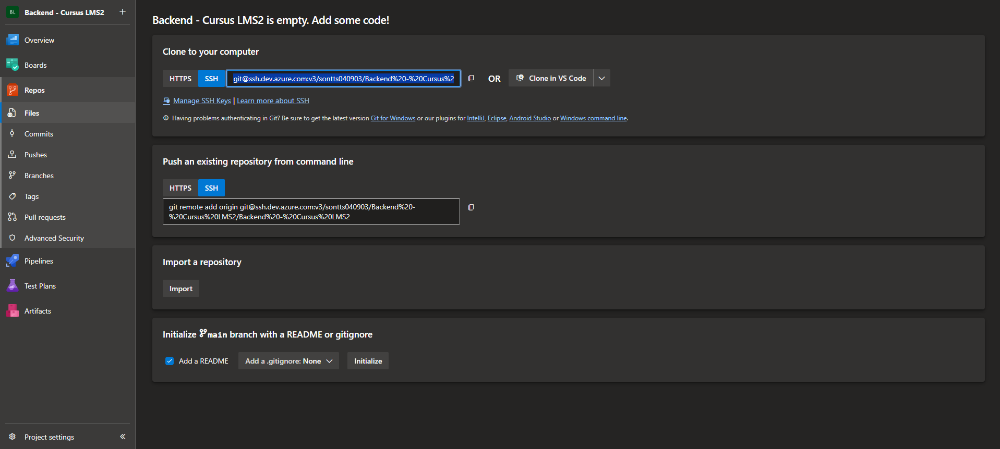 BL
Backend - Cursus LMS2
Overview
Boards
Repos
Files
Commits
Pushes
Branches
Tags
Pull requests
Advanced Security
Pipelines
Test Plans
Artifacts
Project settings
Backend - Cursus LMS2 is empty. Add some code!
Clone to your computer
HTTPS SSH git@ssh.dev.azure.com:v3/sontts040903/Backend%20-%20Cursus%2 OR Clone in VS Code
Manage SSH Keys | Learn more about SSH
Having problems authenticating in Git? Be sure to get the latest version Git for Windows or our plugins for IntelliJ, Eclipse, Android Studio or Windows command line.
Push an existing repository from command line
HTTPS SSH
git remote add origin git@ssh.dev.azure.com:v3/sontts040903/Backend%20-
%20Cursus%20LMS2/Backend%20-%20Cursus%20LMS2
Import a repository
Import
Initialize main branch with a README or gitignore
Add a README Add a .gitignore: None Initialize